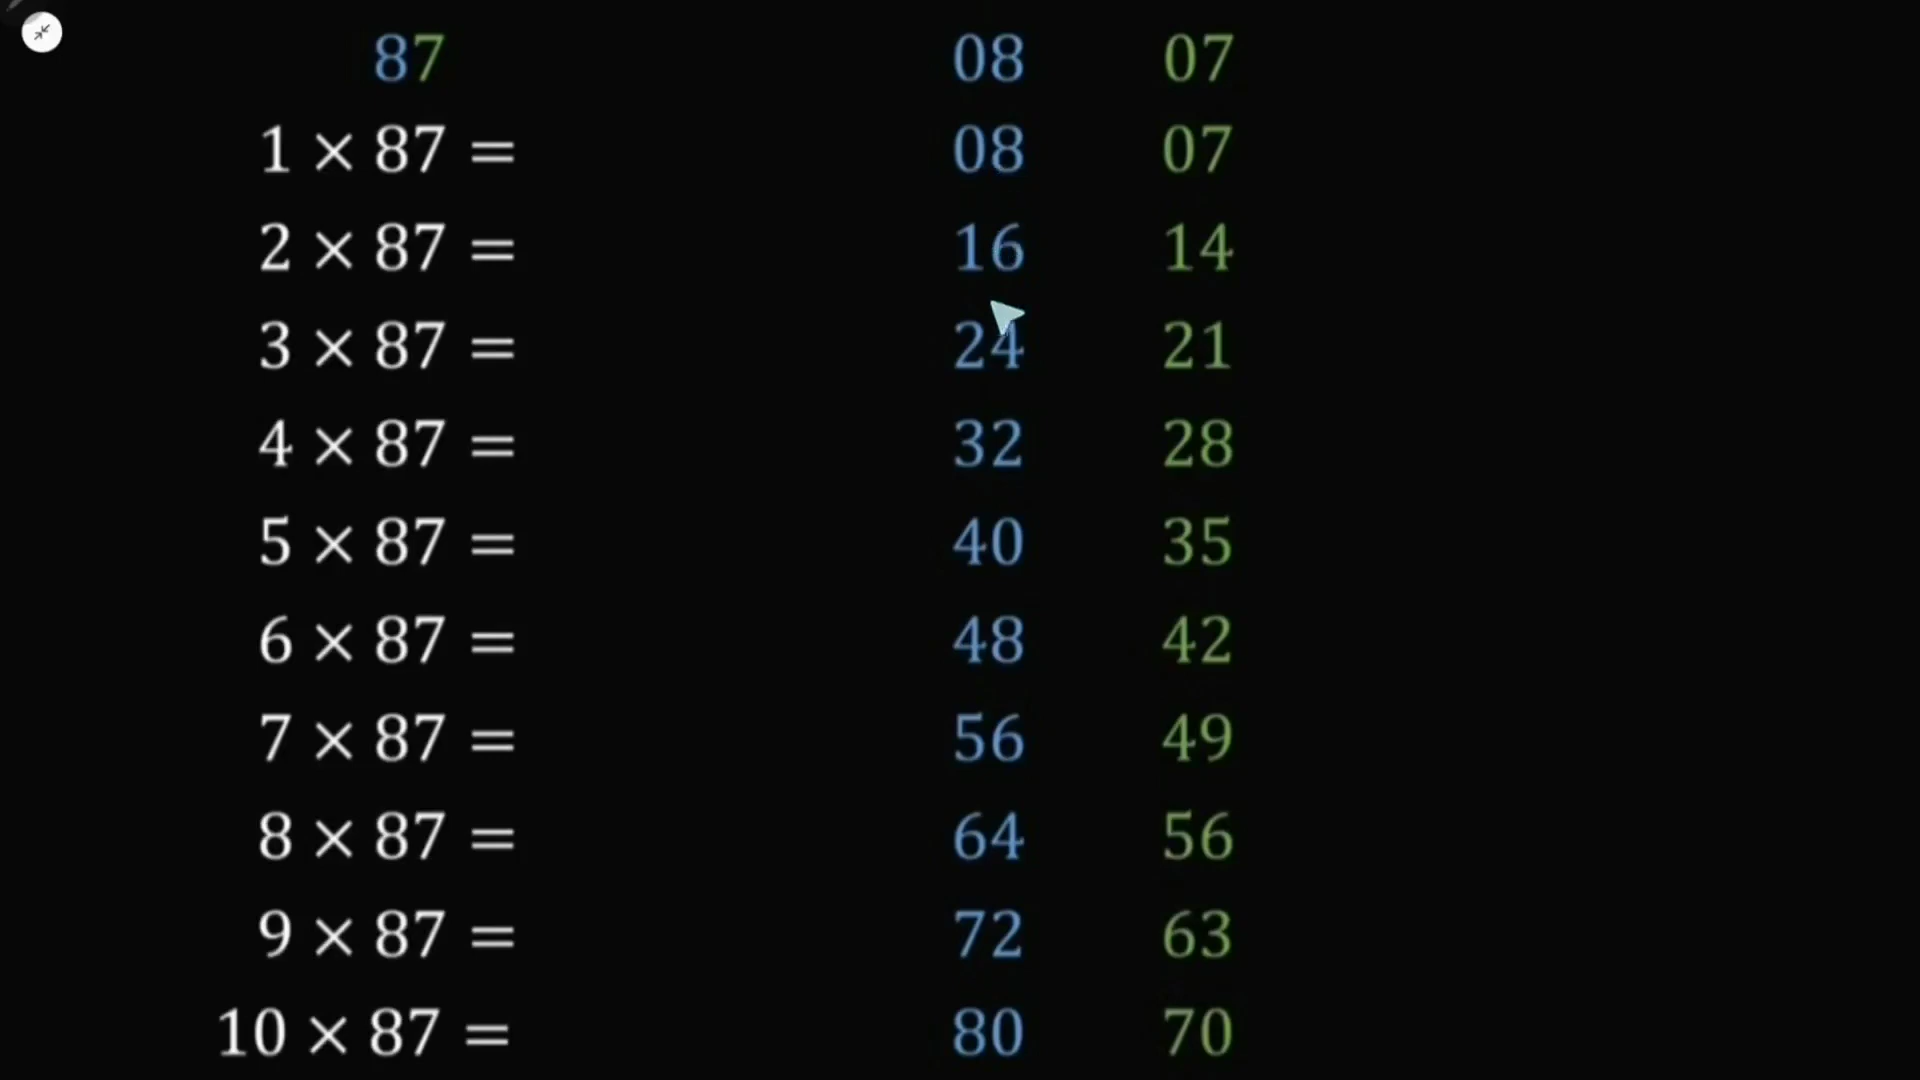 87 08 07
1 × 87 = 08 07
2 × 87 = 16 14
3 × 87 = 24 21
4 × 87 = 32 28
5 × 87 = 40 35
6 × 87 = 48 42
7 × 87 = 56 49
8 × 87 = 64 56
9 × 87 = 72 63
10 × 87 = 80 70